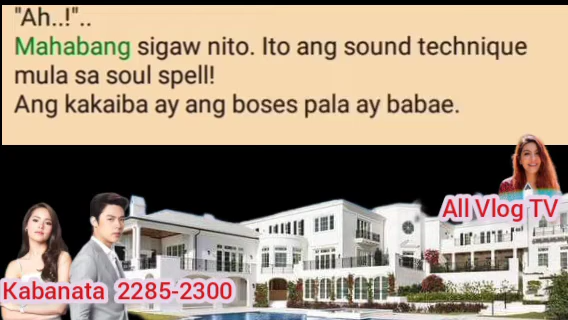 "Ah..!"..
Mahabang sigaw nito. Ito ang sound technique
mula sa soul spell!
Ang kakaiba ay ang boses pala ay babae.
All Vlog TV
Kabanata 2285-2300